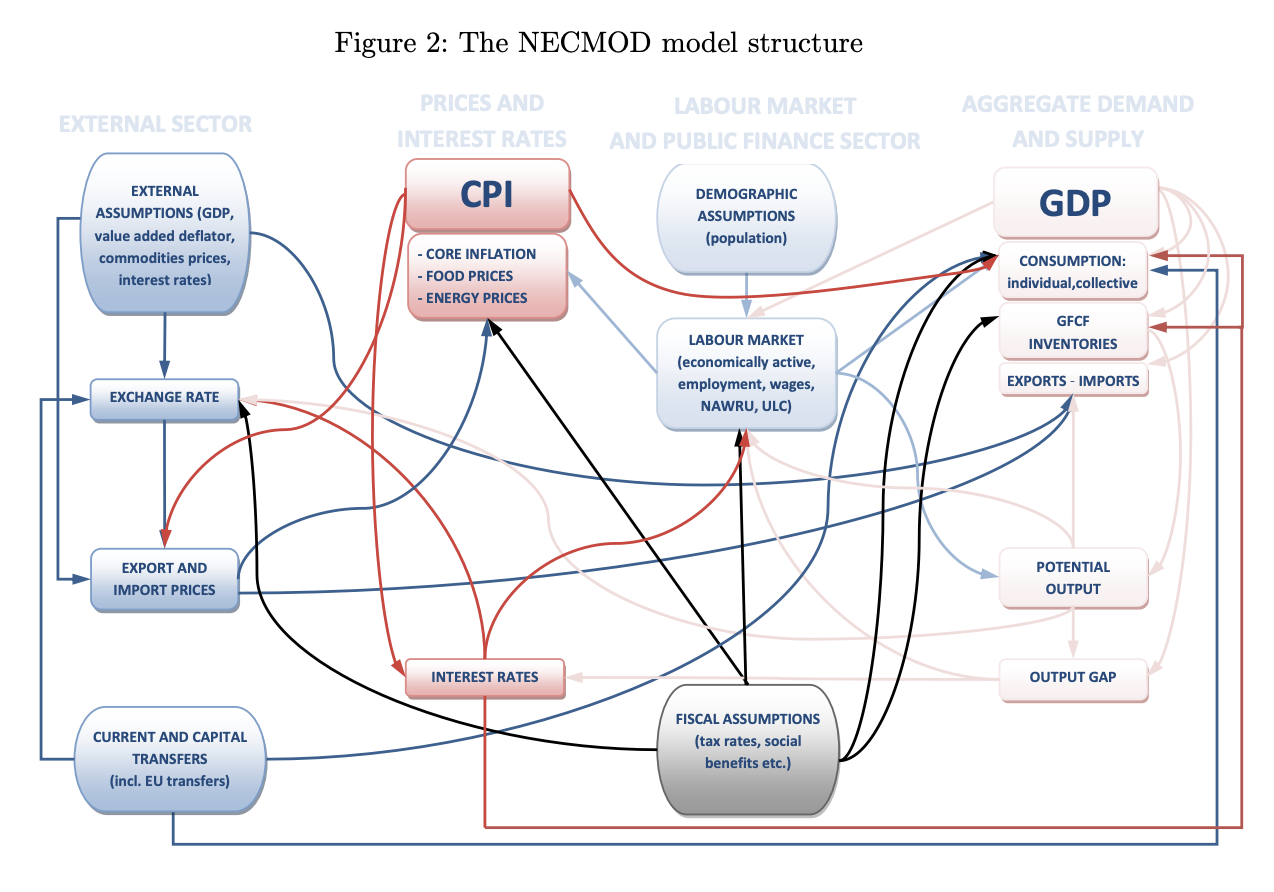 Figure 2: The NECMOD model structure
EXTERNAL SECTOR
PRICES AND
INTEREST RATES
LABOUR MARKET
AND PUBLIC FINANCE SECTOR
AGGREGATE DEMAND
AND SUPPLY
EXTERNAL
ASSUMPTIONS (GDP,
value added deflator,
commodities prices,
interest rates)
EXCHANGE RATE
EXPORT AND
IMPORT PRICES
CURRENT AND CAPITAL
TRANSFERS
(incl. EU transfers)
CPI
- CORE INFLATION
- FOOD PRICES
- ENERGY PRICES
INTEREST RATES
DEMOGRAPHIC
ASSUMPTIONS
(population)
LABOUR MARKET
(economically active,
employment, wages,
NAWRU, ULC)
FISCAL ASSUMPTIONS
(tax rates, social
benefits etc.)
GDP
CONSUMPTION:
individual,collective
GFCF
INVENTORIES
EXPORTS - IMPORTS
POTENTIAL
OUTPUT
OUTPUT GAP